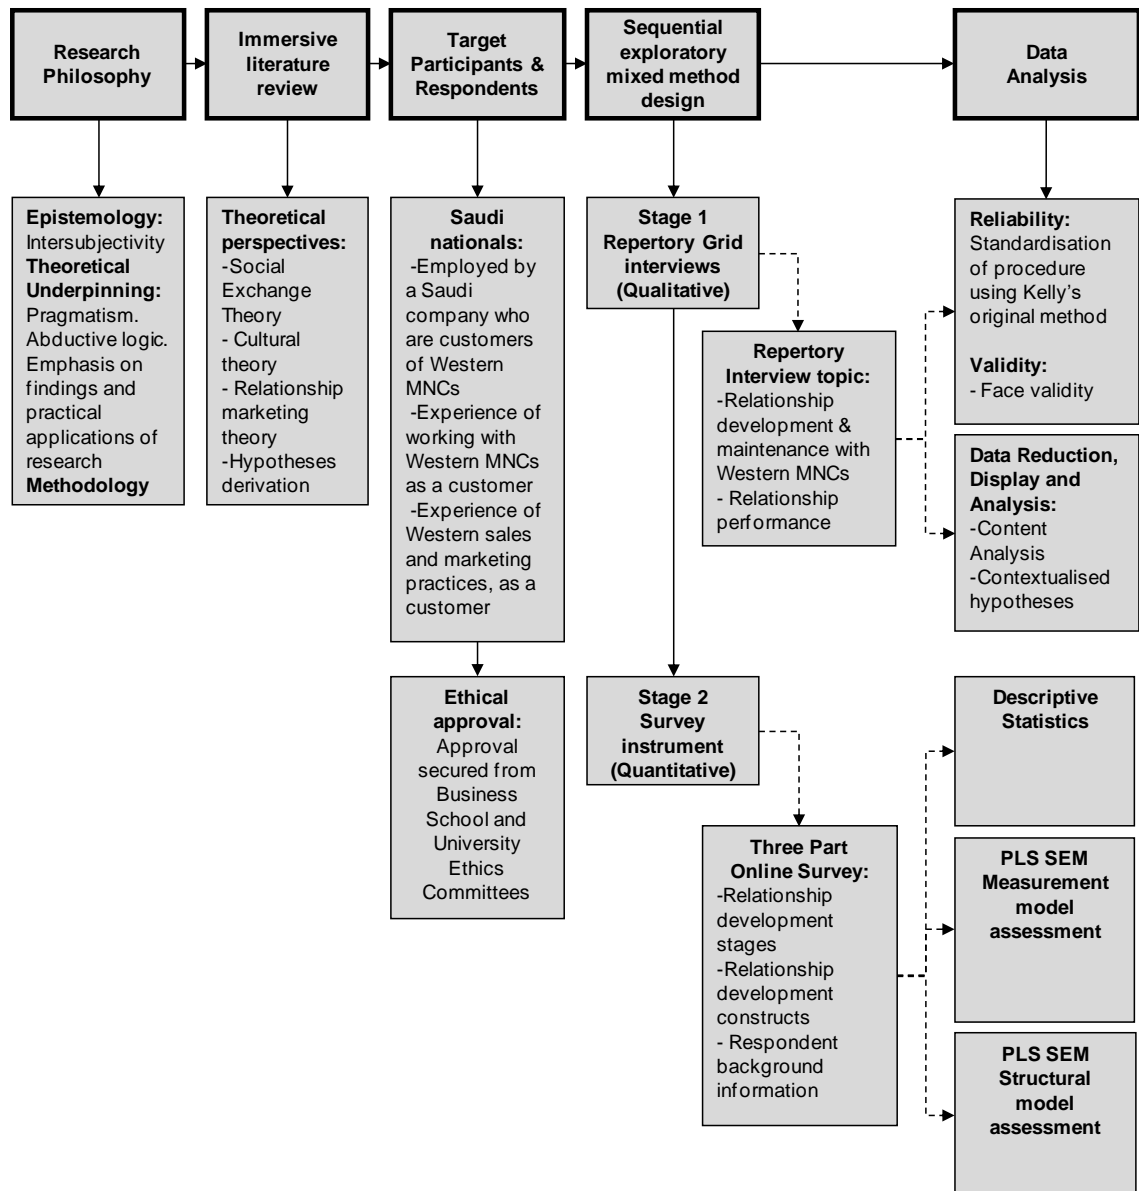 Research
Philosophy
Immersive
literature
review
Target
Participants &
Respondents
Sequential
exploratory
mixed method
design
Data
Analysis
Epistemology:
Intersubjectivity
Theoretical
Underpinning:
Pragmatism.
Abductive logic.
Emphasis on
findings and
practical
applications of
research
Methodology
Theoretical
perspectives:
-Social
Exchange
Theory
- Cultural
theory
- Relationship
marketing
theory
-Hypotheses
derivation
Saudi
nationals:
-Employed by
a Saudi
company who
are customers
of Western
MNCs
-Experience of
working with
Western MNCs
as a customer
-Experience of
Western sales
and marketing
practices, as a
customer
Ethical
approval:
Approval
secured from
Business
School and
University
Ethics
Committees
Stage 1
Repertory Grid
interviews
(Qualitative)
Repertory
Interview topic:
-Relationship
development &
maintenance with
Western MNCs
- Relationship
performance
Reliability:
Standardisation
of procedure
using Kelly's
original method
Validity:
- Face validity
Data Reduction,
Display and
Analysis:
-Content
Analysis
-Contextualised
hypotheses
Stage 2
Survey
instrument
(Quantitative)
Three Part
Online Survey:
-Relationship
development
stages
-Relationship
development
constructs
- Respondent
background
information
Descriptive
Statistics
PLS SEM
Measurement
model
assessment
PLS SEM
Structural
model
assessment